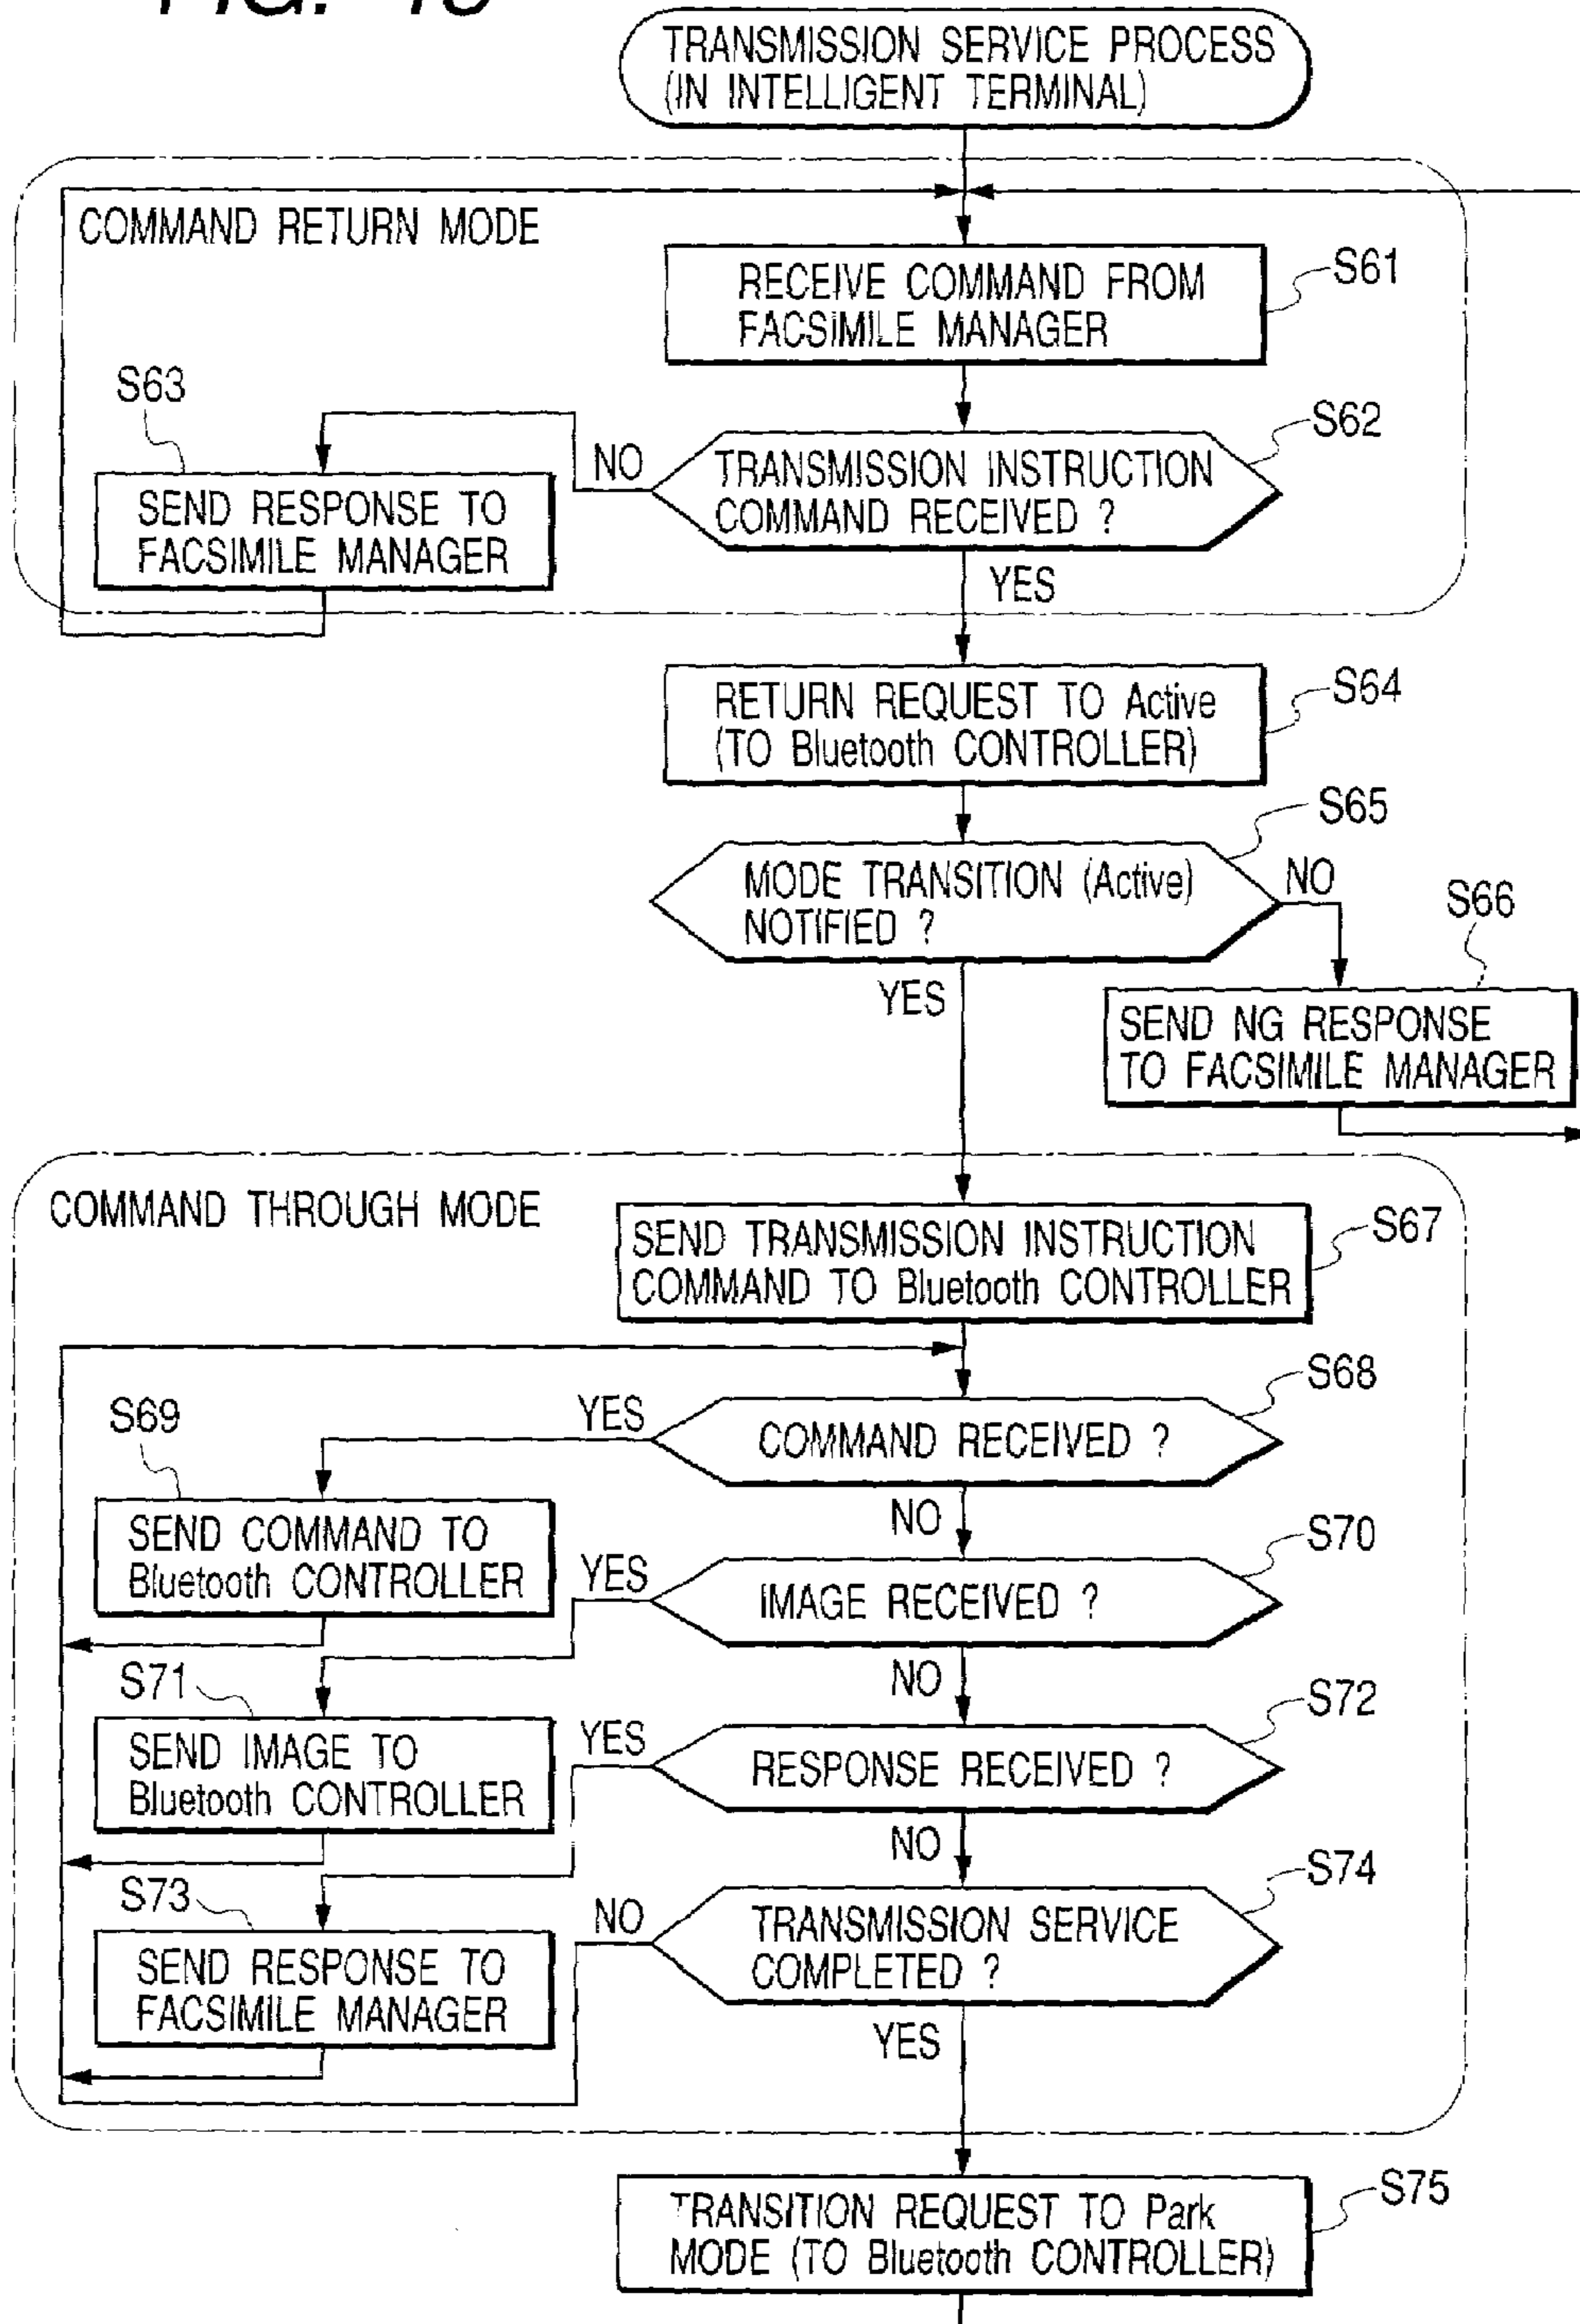 TRANSMISSION SERVICE PROCESS
(IN INTELLIGENT TERMINAL)
COMMAND RETURN MODE
RECEIVE COMMAND FROM
FACSIMILE MANAGER
S61
S63
S62
NO
TRANSMISSION INSTRUCTION
COMMAND RECEIVED ?
SEND RESPONSE TO
FACSIMILE MANAGER
YES
RETURN REQUEST TO Active
(TO Bluetooth CONTROLLER)
S64
S65
MODE TRANSITION (Active)
NOTIFIED ?
NO
S66
YES
SEND NG RESPONSE
TO FACSIMILE MANAGER
COMMAND THROUGH MODE
SEND TRANSMISSION INSTRUCTION
COMMAND TO Bluetooth CONTROLLER
S67
S68
S69
YES
COMMAND RECEIVED ?
NO
SEND COMMAND TO
Bluetooth CONTROLLER
S70
YES
IMAGE RECEIVED ?
NO
S71
S72
SEND IMAGE TO
Bluetooth CONTROLLER
YES
RESPONSE RECEIVED ?
NO
S73
S74
NO
TRANSMISSION SERVICE
COMPLETED ?
SEND RESPONSE TO
FACSIMILE MANAGER
YES
TRANSITION REQUEST TO Park
MODE (TO Bluetooth CONTROLLER)
S75